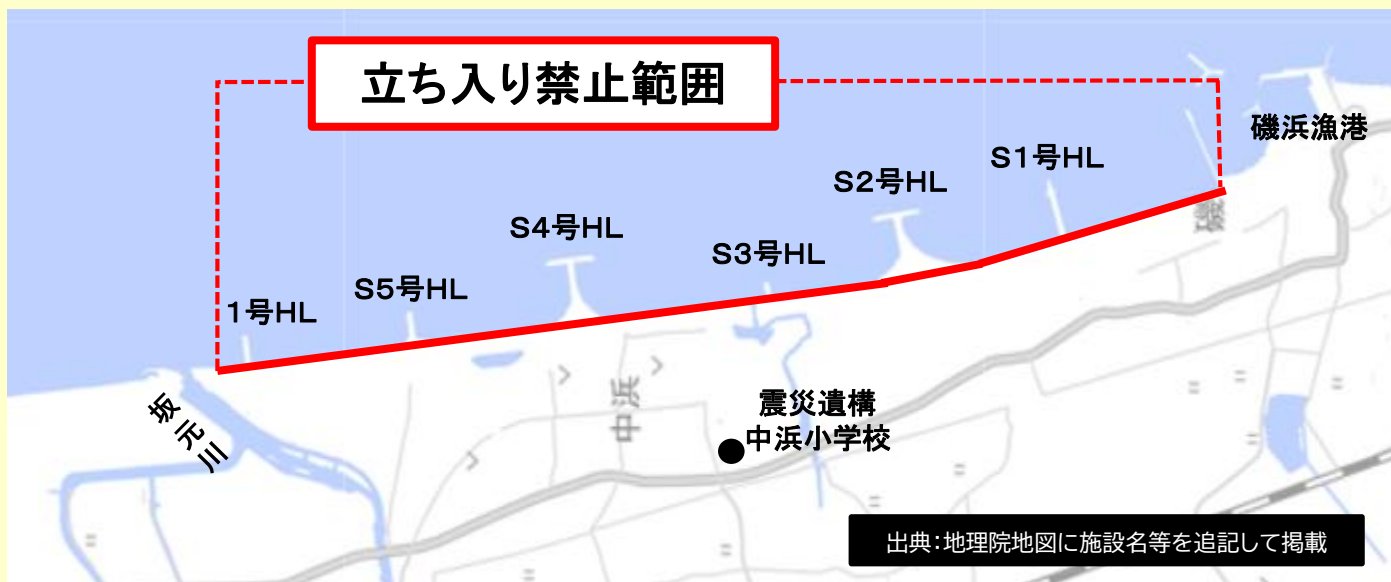 立ち入り禁止範囲
磯浜漁港
S1号HL
S2号HL
S4号HL
S3号HL
S5号HL
1号HL
磯
坂元川
中浜
震災遺構
中浜小学校
出典:地理院地図に施設名等を追記して掲載